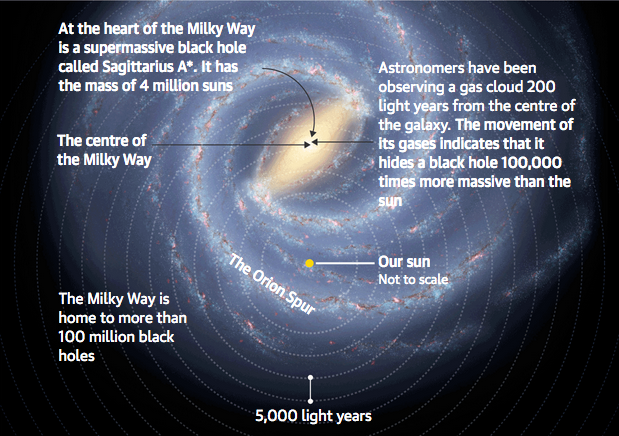 At the heart of the Milky Way
is a supermassive black hole
called Sagittarius A*. It has
the mass of 4 million suns
Astronomers have been
observing a gas cloud 200
light years from the centre of
the galaxy. The movement of
its gases indicates that it
hides a black hole 100,000
times more massive than the
sun
The centre of
the Milky Way
Our sun
Not to scale
The Orion Spur
The Milky Way is
home to more than
100 million black
holes
5,000 light years